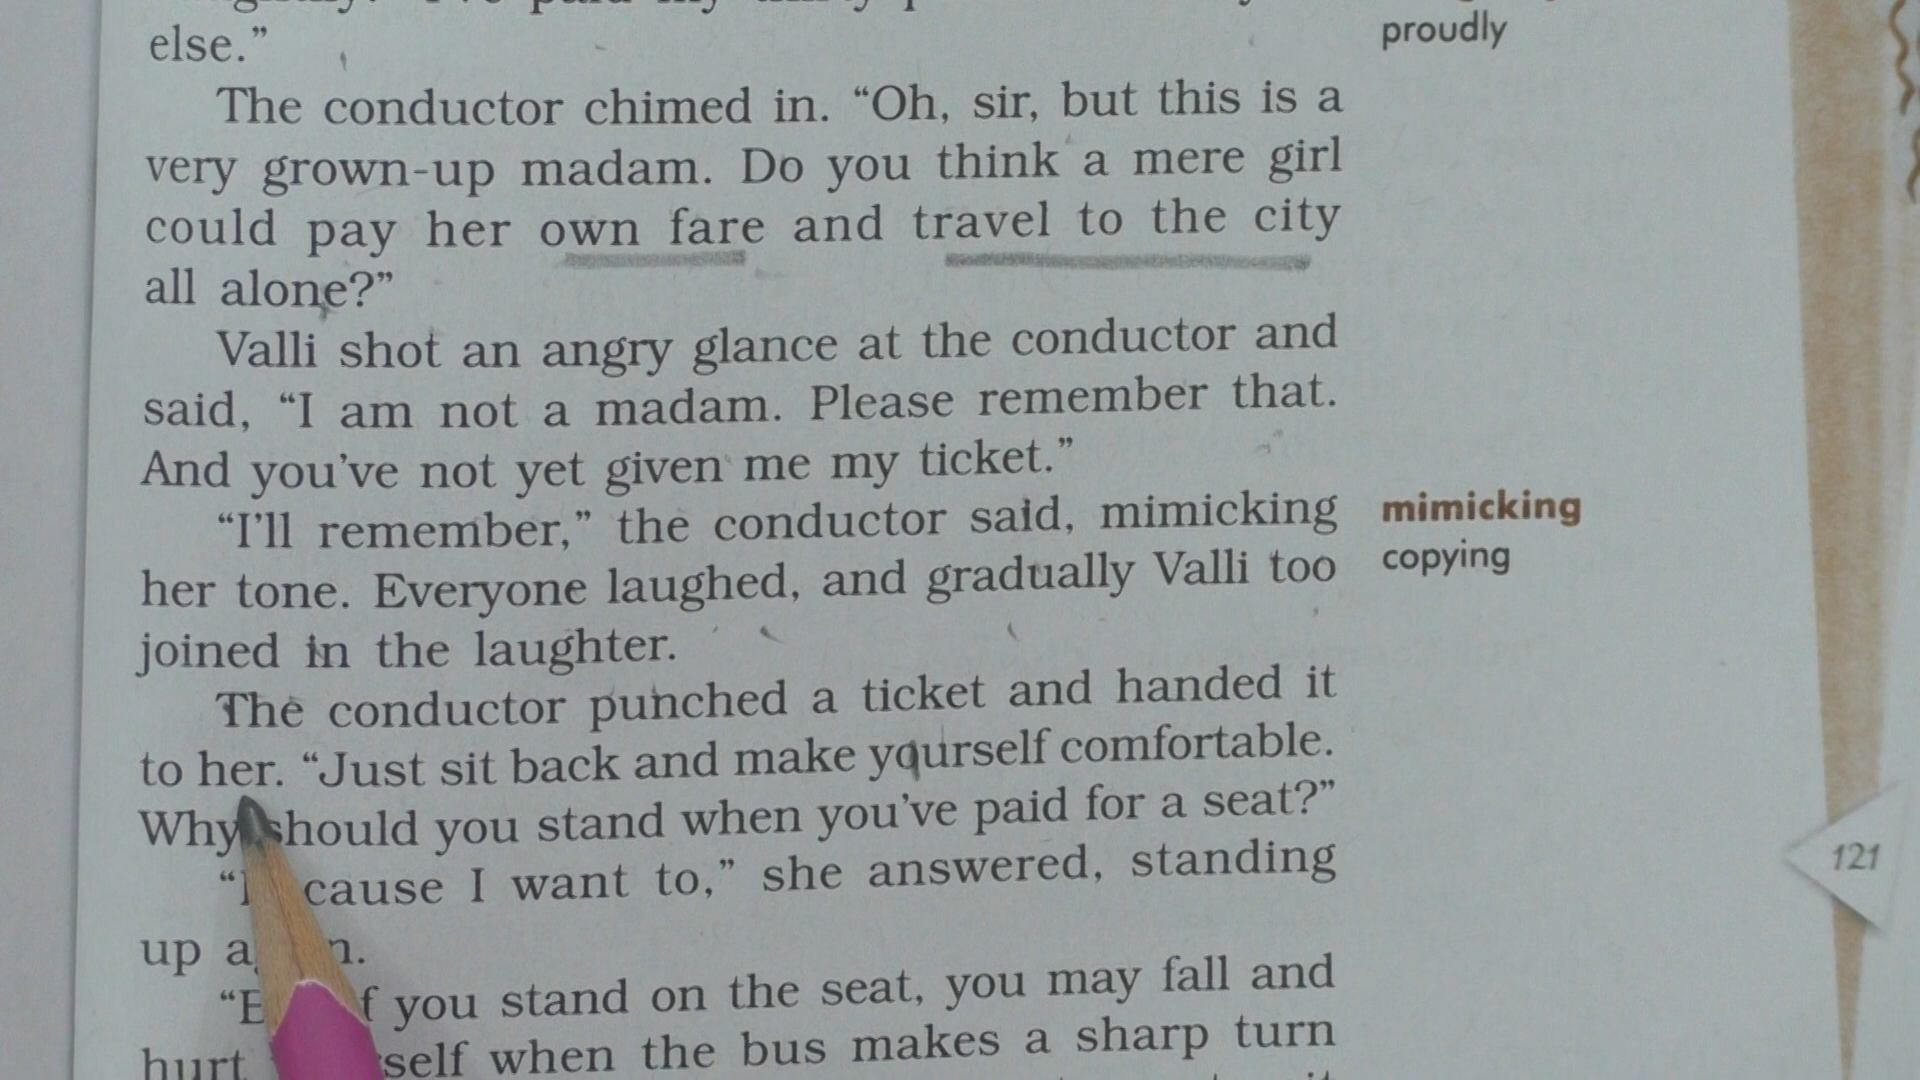 else.”
proudly
The conductor chimed in. “Oh, sir, but this is a
very grown-up madam. Do you think a mere girl
could pay her own fare and travel to the city
all alone?”
Valli shot an angry glance at the conductor and
said, “I am not a madam. Please remember that.
And you’ve not yet given me my ticket.”
“I’ll remember,” the conductor said, mimicking
her tone. Everyone laughed, and gradually Valli too
joined in the laughter.
mimicking
copying
The conductor punched a ticket and handed it
to her. “Just sit back and make yourself comfortable.
Why should you stand when you’ve paid for a seat?”
I want to,” she answered, standing
up
you stand on the seat, you may fall and
hurt when the bus makes a sharp turn
121